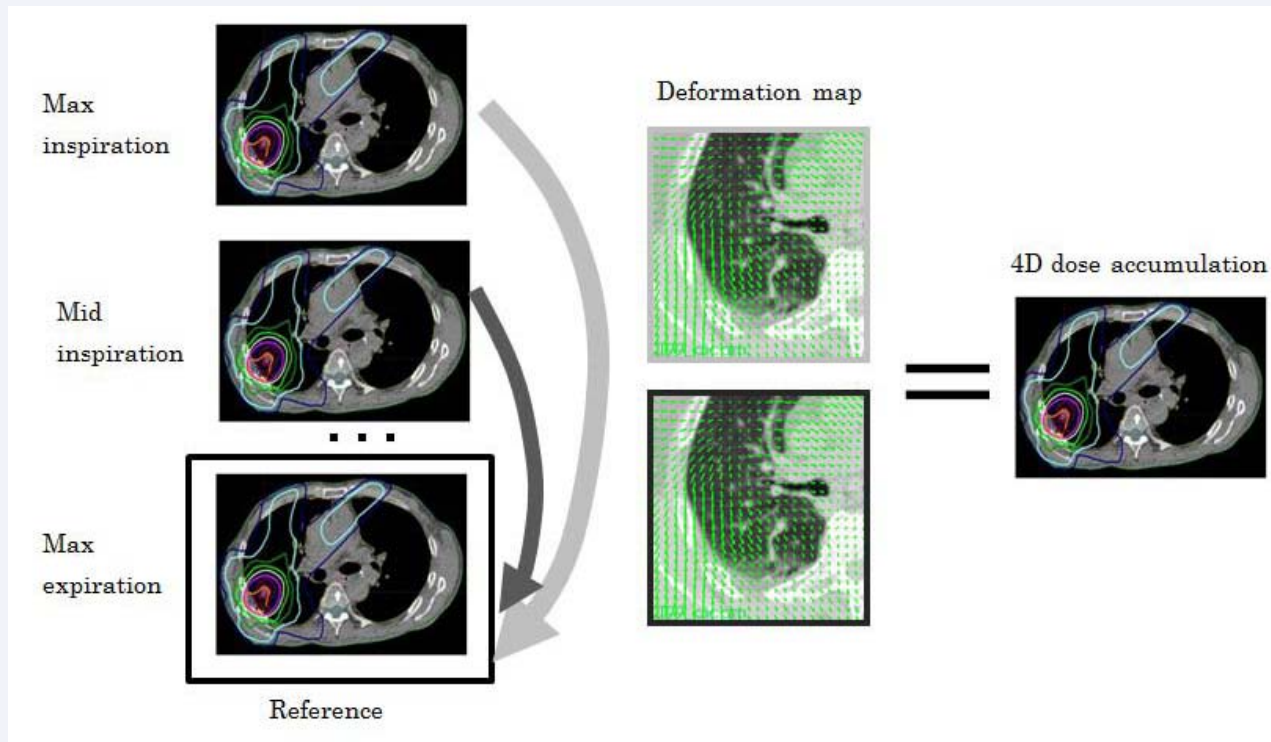 Max
inspiration
Mid
inspiration
...
Max
expiration
Reference
Deformation map
4D dose accumulation